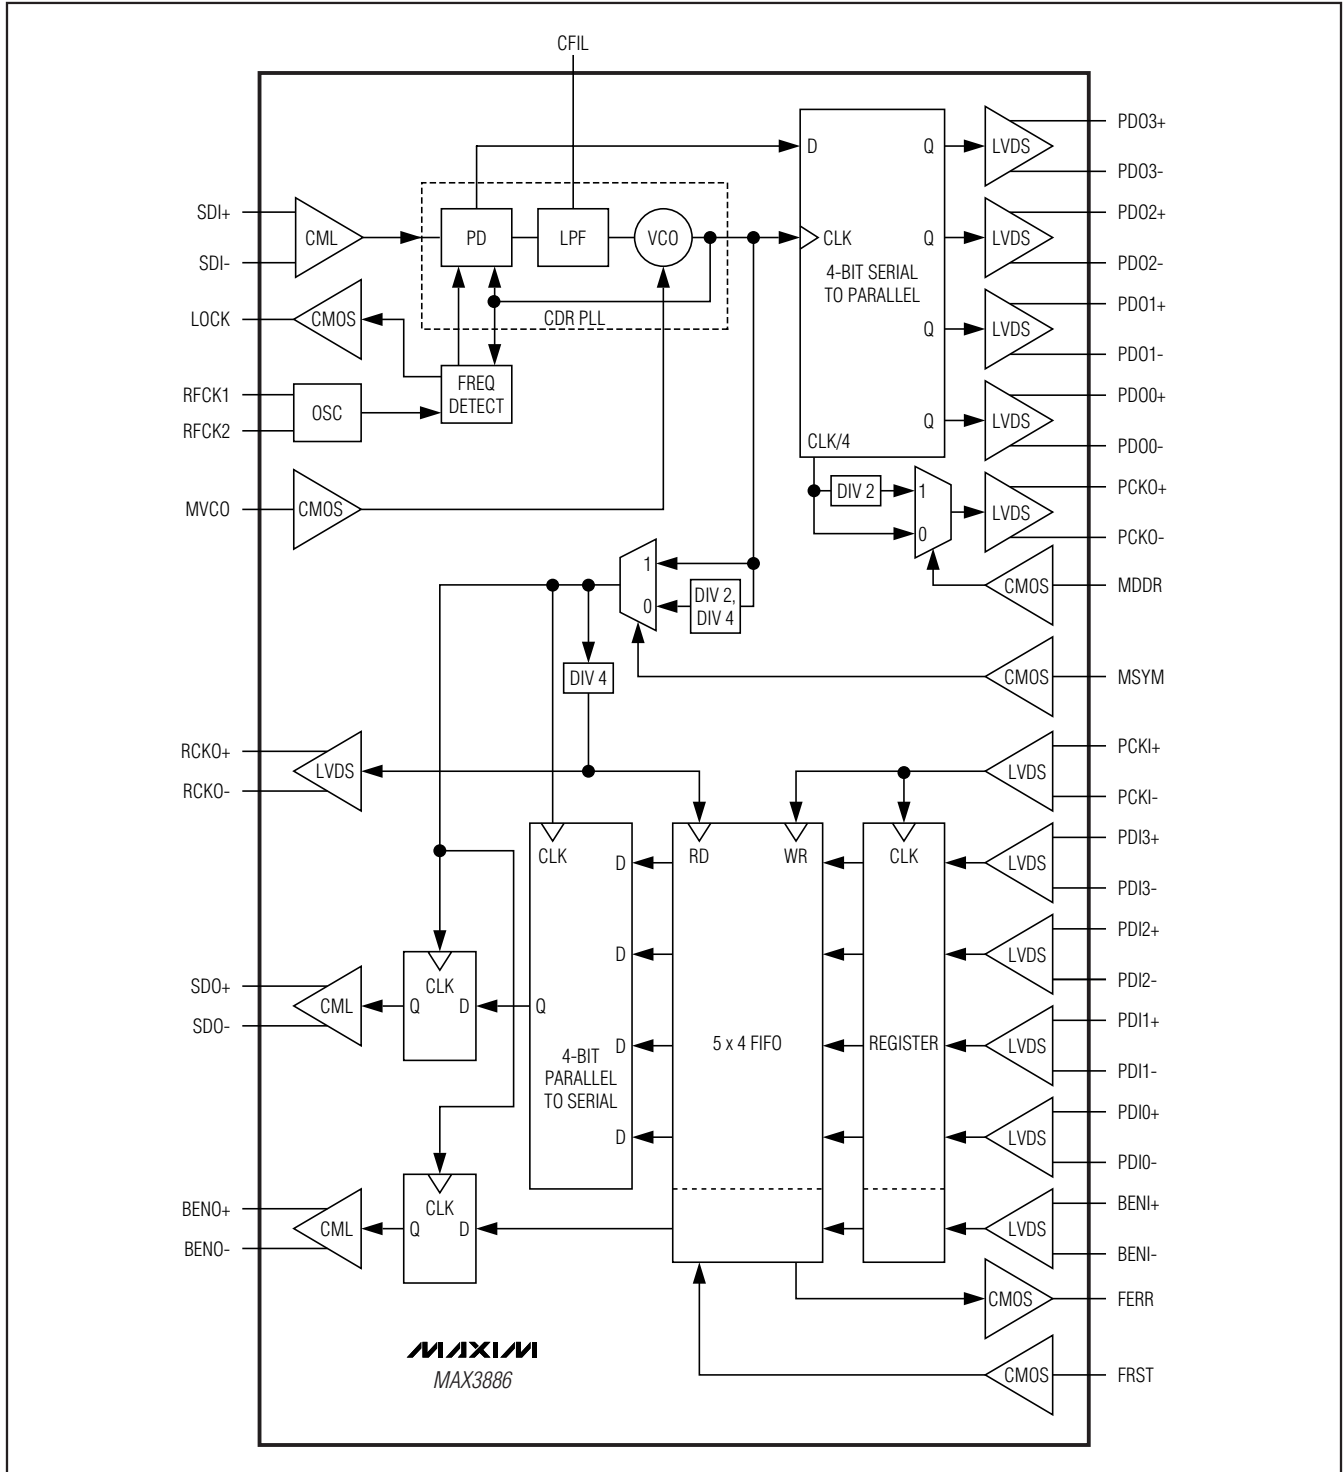 CFIL
PDO3+
D
Q
LVDS
PDO3-
SDI+
CML
PD
LPF
VCO
CLK
Q
LVDS
PDO2+
SDI-
PDO2-
4-BIT SERIAL
TO PARALLEL
LOCK
CMOS
CDR PLL
Q
LVDS
PDO1+
PDO1-
RFCK1
OSC
FREQ
DETECT
RFCK2
PDO0+
Q
LVDS
PDO0-
CLK/4
MVCO
CMOS
DIV 2
1
0
LVDS
PCKO+
PCKO-
1
0
DIV 2,
DIV 4
CMOS
MDDR
DIV 4
CMOS
MSYM
RCKO+
LVDS
RCKO-
PCKI+
LVDS
PCKI-
CLK
D
RD
WR
CLK
LVDS
PDI3+
PDI3-
D
LVDS
PDI2+
PDI2-
SDO+
CML
SDO-
CLK
Q
D
Q
D
4-BIT
PARALLEL
TO SERIAL
5 x 4 FIFO
REGISTER
LVDS
PDI1+
PDI1-
D
LVDS
PDI0+
PDI0-
BENO+
CML
BENO-
CLK
Q
D
LVDS
BENI+
BENI-
CMOS
FERR
MAXIM
MAX3886
CMOS
FRST